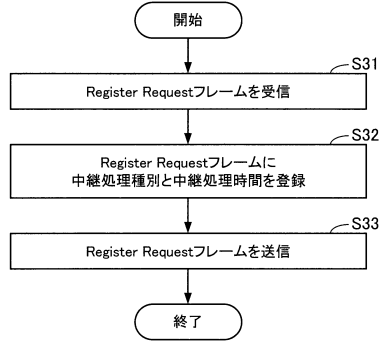 開始
S31
Register Requestフレームを受信
S32
Register Requestフレームに
中継処理種別と中継処理時間を登録
S33
Register Requestフレームを送信
終了